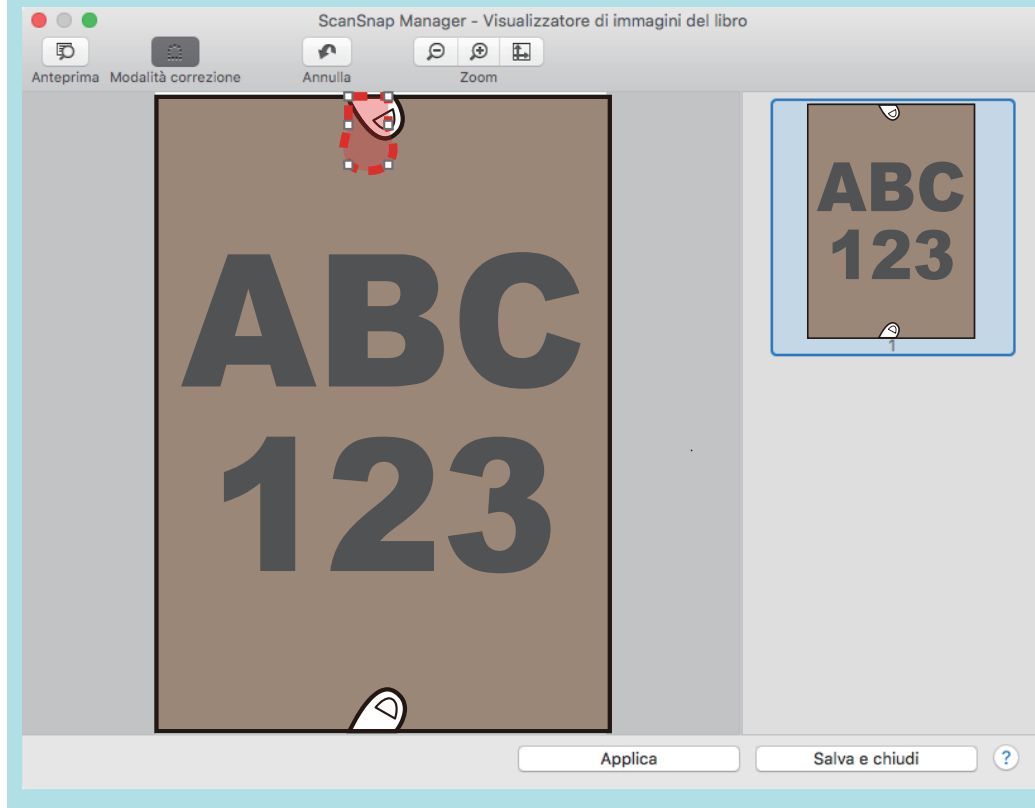 ScanSnap Manager - Visualizzatore di immagini del libro
Anteprima Modalità correzione Annulla Zoom
ABC
123
ABC
123
1
Applica Salva e chiudi ?